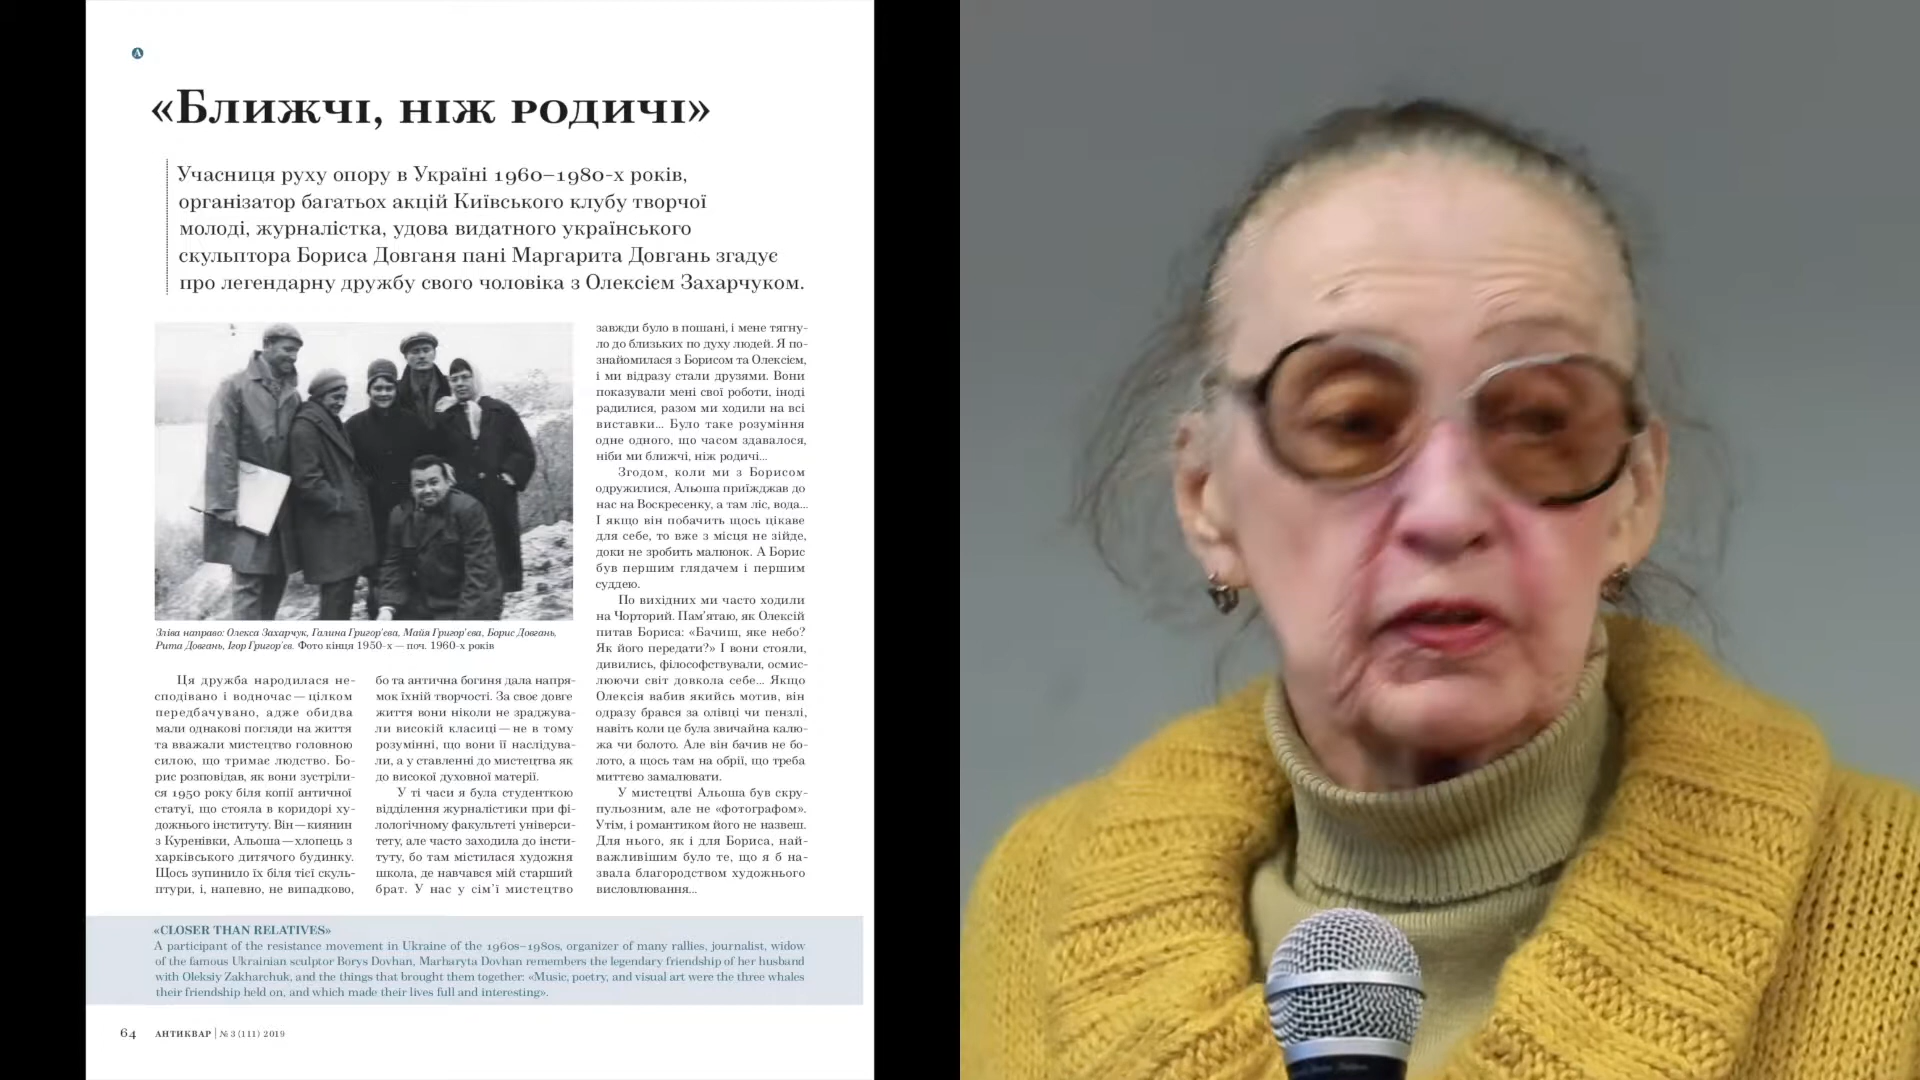 «Ближчі, ніж родичі»
Учасниця руху опору в Україні 1960–1980-х років,
організатор багатьох акцій Київського клубу творчої
молоді, журналістка, удова видатного українського
скульптора Бориса Довганя пані Маргарита Довгань згадує
про легендарну дружбу свого чоловіка з Олексієм Захарчуком.
Зліва направо: Олекса Захарчук, Галина Григор'єва, Майя Григор'єва, Борис Довгань,
Рита Довгань, Ігор Григор'єв. Фото кінця 1950-х — поч. 1960-х років
Ця дружба народилася не-
сподівано і водночас — цілком
передбачувано, адже обидва
мали однакові погляди на життя
та вважали мистецтво головною
силою, що тримає людство. Бо-
рис розповідав, як вони зустріли-
ся 1950 року біля копії античної
статуї, що стояла в коридорі ху-
дожнього інституту. Він — киянин
з Куренівки, Альоша — хлопець з
харківського дитячого будинку.
Щось зупинило їх біля тієї скуль-
птури, і, напевно, не випадково,
бо та антична богиня дала напря-
мок їхній творчості. За своє довге
життя вони ніколи не зраджува-
ли високій класиці — не в тому
розумінні, що вони її наслідува-
ли, а у ставленні до мистецтва як
до високої духовної матерії.
У ті часи я була студенткою
відділення журналістики при фі-
лологічному факультеті універси-
тету, але часто заходила до інсти-
туту, бо там містилася художня
школа, де навчався мій старший
брат. У нас у сім'ї мистецтво
завжди було в пошані, і мене тягну-
ло до близьких по духу людей. Я по-
знайомилася з Борисом та Олексієм,
і ми відразу стали друзями. Вони
показували мені свої роботи, іноді
радилися, разом ми ходили на всі
виставки... Було таке розуміння
одне одного, що часом здавалося,
ніби ми ближчі, ніж родичі...
Згодом, коли ми з Борисом
одружилися, Альоша приїжджав до
нас на Воскресенку, а там ліс, вода...
І якщо він побачить щось цікаве
для себе, то вже з місця не зійде,
доки не зробить малюнок. А Борис
був першим глядачем і першим
суддею.
По вихідних ми часто ходили
на Чорторий. Пам'ятаю, як Олексій
питав Бориса: «Бачиш, яке небо?
Як його передати?» І вони стояли,
дивились, філософствували, осмис-
люючи світ довкола себе... Якщо
Олексія вабив якийсь мотив, він
одразу брався за олівці чи пензлі,
навіть коли це була звичайна калю-
жа чи болото. Але він бачив не бо-
лото, а щось там на обрії, що треба
миттєво замалювати.
У мистецтві Альоша був скру-
пульозним, але не «фотографом».
Утім, і романтиком його не назвеш.
Для нього, як і для Бориса, най-
важливішим було те, що я б на-
звала благородством художнього
висловлювання...
«CLOSER THAN RELATIVES»
A participant of the resistance movement in Ukraine of the 1960s–1980s, organizer of many rallies, journalist, widow
of the famous Ukrainian sculptor Borys Dovhan, Marharyta Dovhan remembers the legendary friendship of her husband
with Oleksiy Zakharchuk, and the things that brought them together: «Music, poetry, and visual art were the three whales
their friendship held on, and which made their lives full and interesting».
64 АНТИКВАР | № 3 (111) 2019